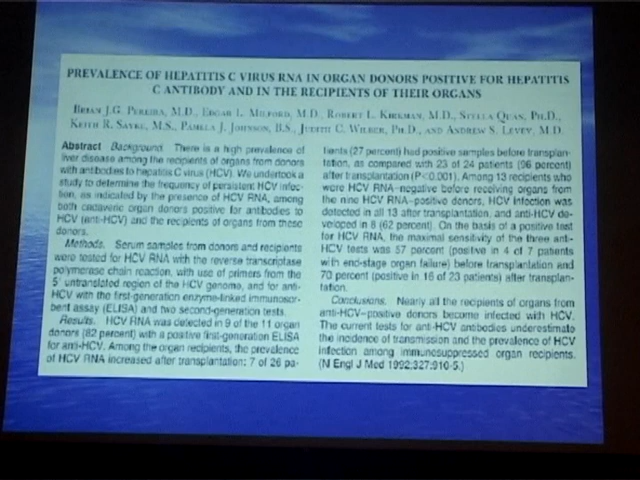 PREVALENCE OF HEPATITIS C VIRUS RNA IN ORGAN DONORS POSITIVE FOR HEPATITIS
C ANTIBODY AND IN THE RECIPIENTS OF THEIR ORGANS
BRIAN J.G. PEREIRA, M.D., EDGAR L. MILFORD, M.D., ROBERT L. KIRKMAN, M.D., STELLA QUAN, PH.D.,
KEITH R. SAYRE, M.S., PAMELA J. JOHNSON, B.S., JUDITH C. WILBER, PH.D., AND ANDREW S. LEVEY, M.D.
Abstract Background. There is a high prevalence of
liver disease among the recipients of organs from donors
with antibodies to hepatitis C virus (HCV). We undertook a
study to determine the frequency of persistent HCV infec-
tion, as indicated by the presence of HCV RNA, among
both cadaveric organ donors positive for antibodies to
HCV (anti-HCV) and the recipients of organs from these
donors.
Methods. Serum samples from donors and recipients
were tested for HCV RNA with the reverse transcriptase
polymerase chain reaction, with use of primers from the
5' untranslated region of the HCV genome, and for anti-
HCV with the first-generation enzyme-linked immunosor-
bent assay (ELISA) and two second-generation tests.
Results. HCV RNA was detected in 9 of the 11 organ
donors (82 percent) with a positive first-generation ELISA
for anti-HCV. Among the organ recipients, the prevalence
of HCV RNA increased after transplantation: 7 of 26 pa-
tients (27 percent) had positive samples before transplan-
tation, as compared with 23 of 24 patients (96 percent)
after transplantation (P<0.001). Among 13 recipients who
were HCV RNA–negative before receiving organs from
the nine HCV RNA–positive donors, HCV infection was
detected in all 13 after transplantation, and anti-HCV de-
veloped in 8 (62 percent). On the basis of a positive test
for HCV RNA, the maximal sensitivity of the three anti-
HCV tests was 57 percent (positive in 4 of 7 patients
with end-stage organ failure) before transplantation and
70 percent (positive in 16 of 23 patients) after transplan-
tation.
Conclusions. Nearly all the recipients of organs from
anti-HCV–positive donors become infected with HCV.
The current tests for anti-HCV antibodies underestimate
the incidence of transmission and the prevalence of HCV
infection among immunosuppressed organ recipients.
(N Engl J Med 1992;327:910-5.)